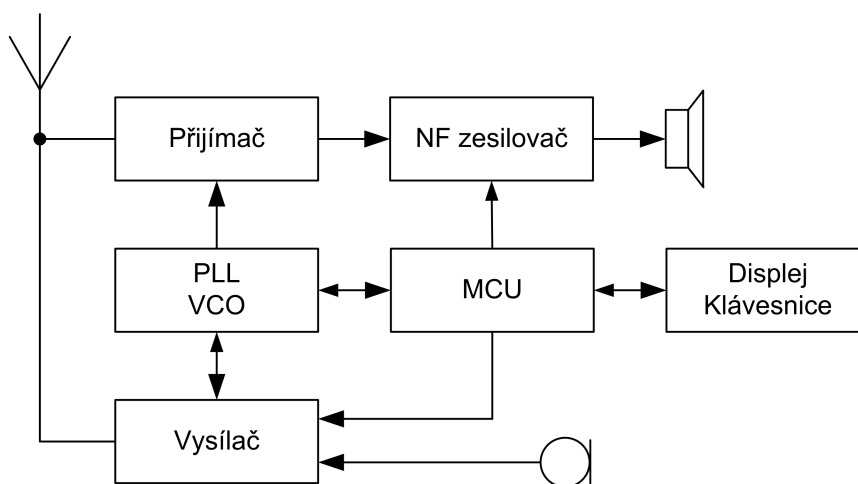 Přijímač
NF zesilovač
PLL
VCO
MCU
Displej
Klávesnice
Vysílač